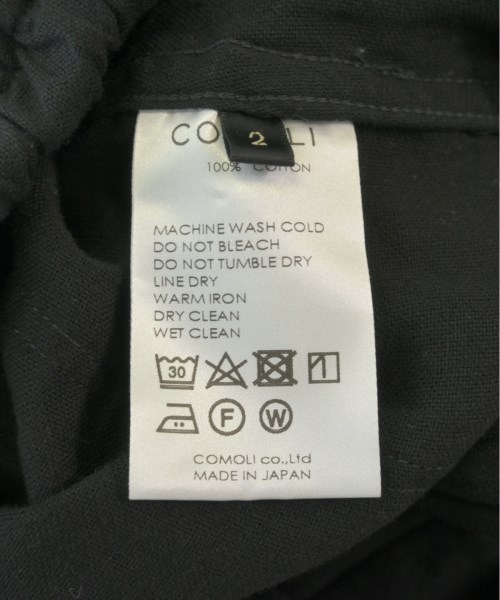 COMOLI
2
100% COTTON
MACHINE WASH COLD
DO NOT BLEACH
DO NOT TUMBLE DRY
LINE DRY
WARM IRON
DRY CLEAN
WET CLEAN
30
F W
COMOLI co.,Ltd
MADE IN JAPAN